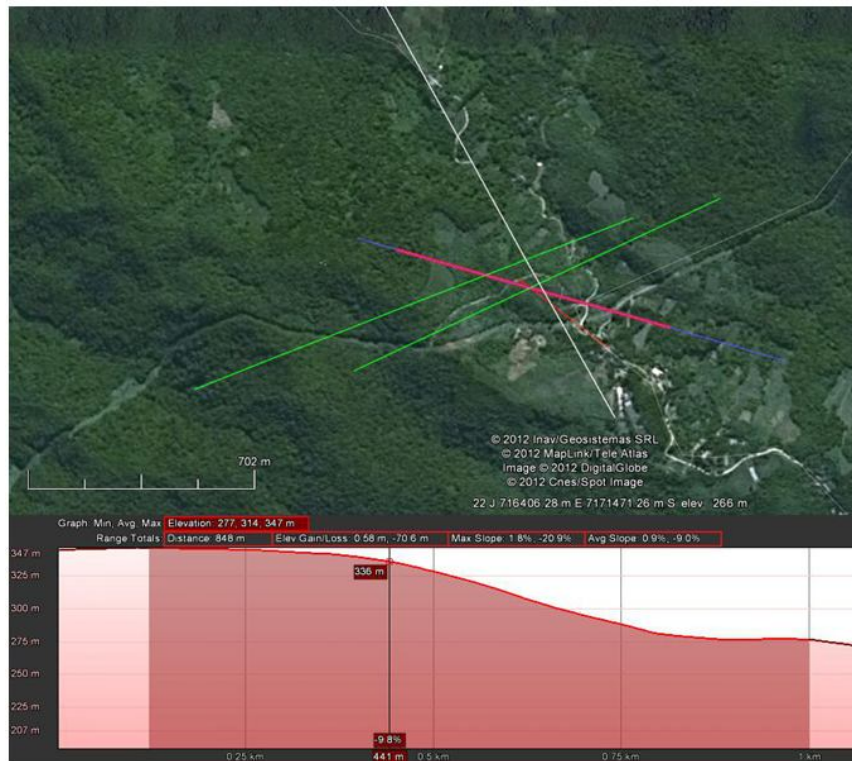 © 2012 Inav/Geosistemas SRL
© 2012 MapLink/Tele Atlas
Image © 2012 DigitalGlobe
© 2012 Cnes/Spot Image
702 m
22 J 716406.28 m E 7171471.26 m S elev 266 m
Graph: Min, Avg, Max Elevation: 277, 314, 347 m
Range Totals: Distance: 848 m Elev Gain/Loss: 0.58 m, -70.6 m Max Slope: 1.8%, -20.9% Avg Slope: 0.9%, -9.0%
347 m
325 m
336 m
300 m
275 m
250 m
225 m
207 m
-9.8%
0.25 km 441 m 0.5 km 0.75 km 1 km